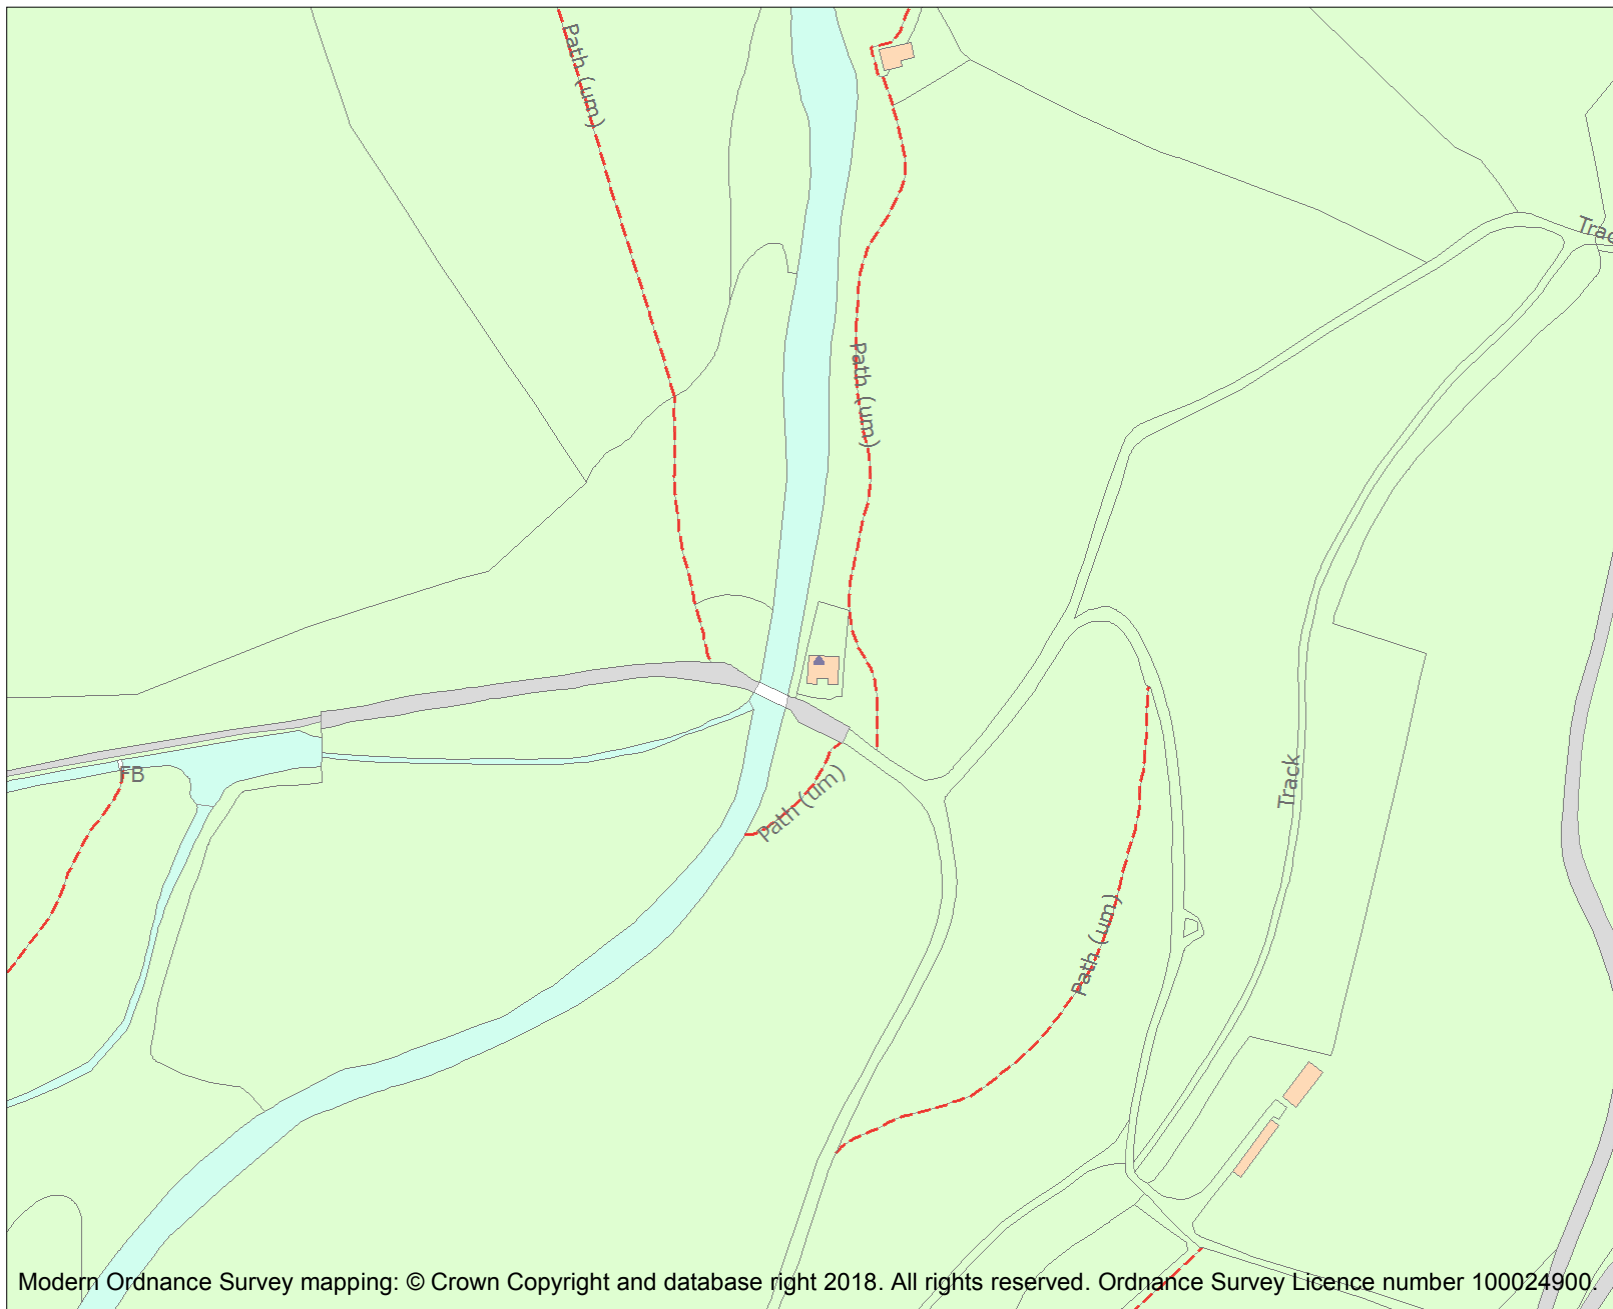 Path (um)
Trac
Path (um)
FB
Path (um)
Track
Path (um)
Modern Ordnance Survey mapping: © Crown Copyright and database right 2018. All rights reserved. Ordnance Survey Licence number 100024900.